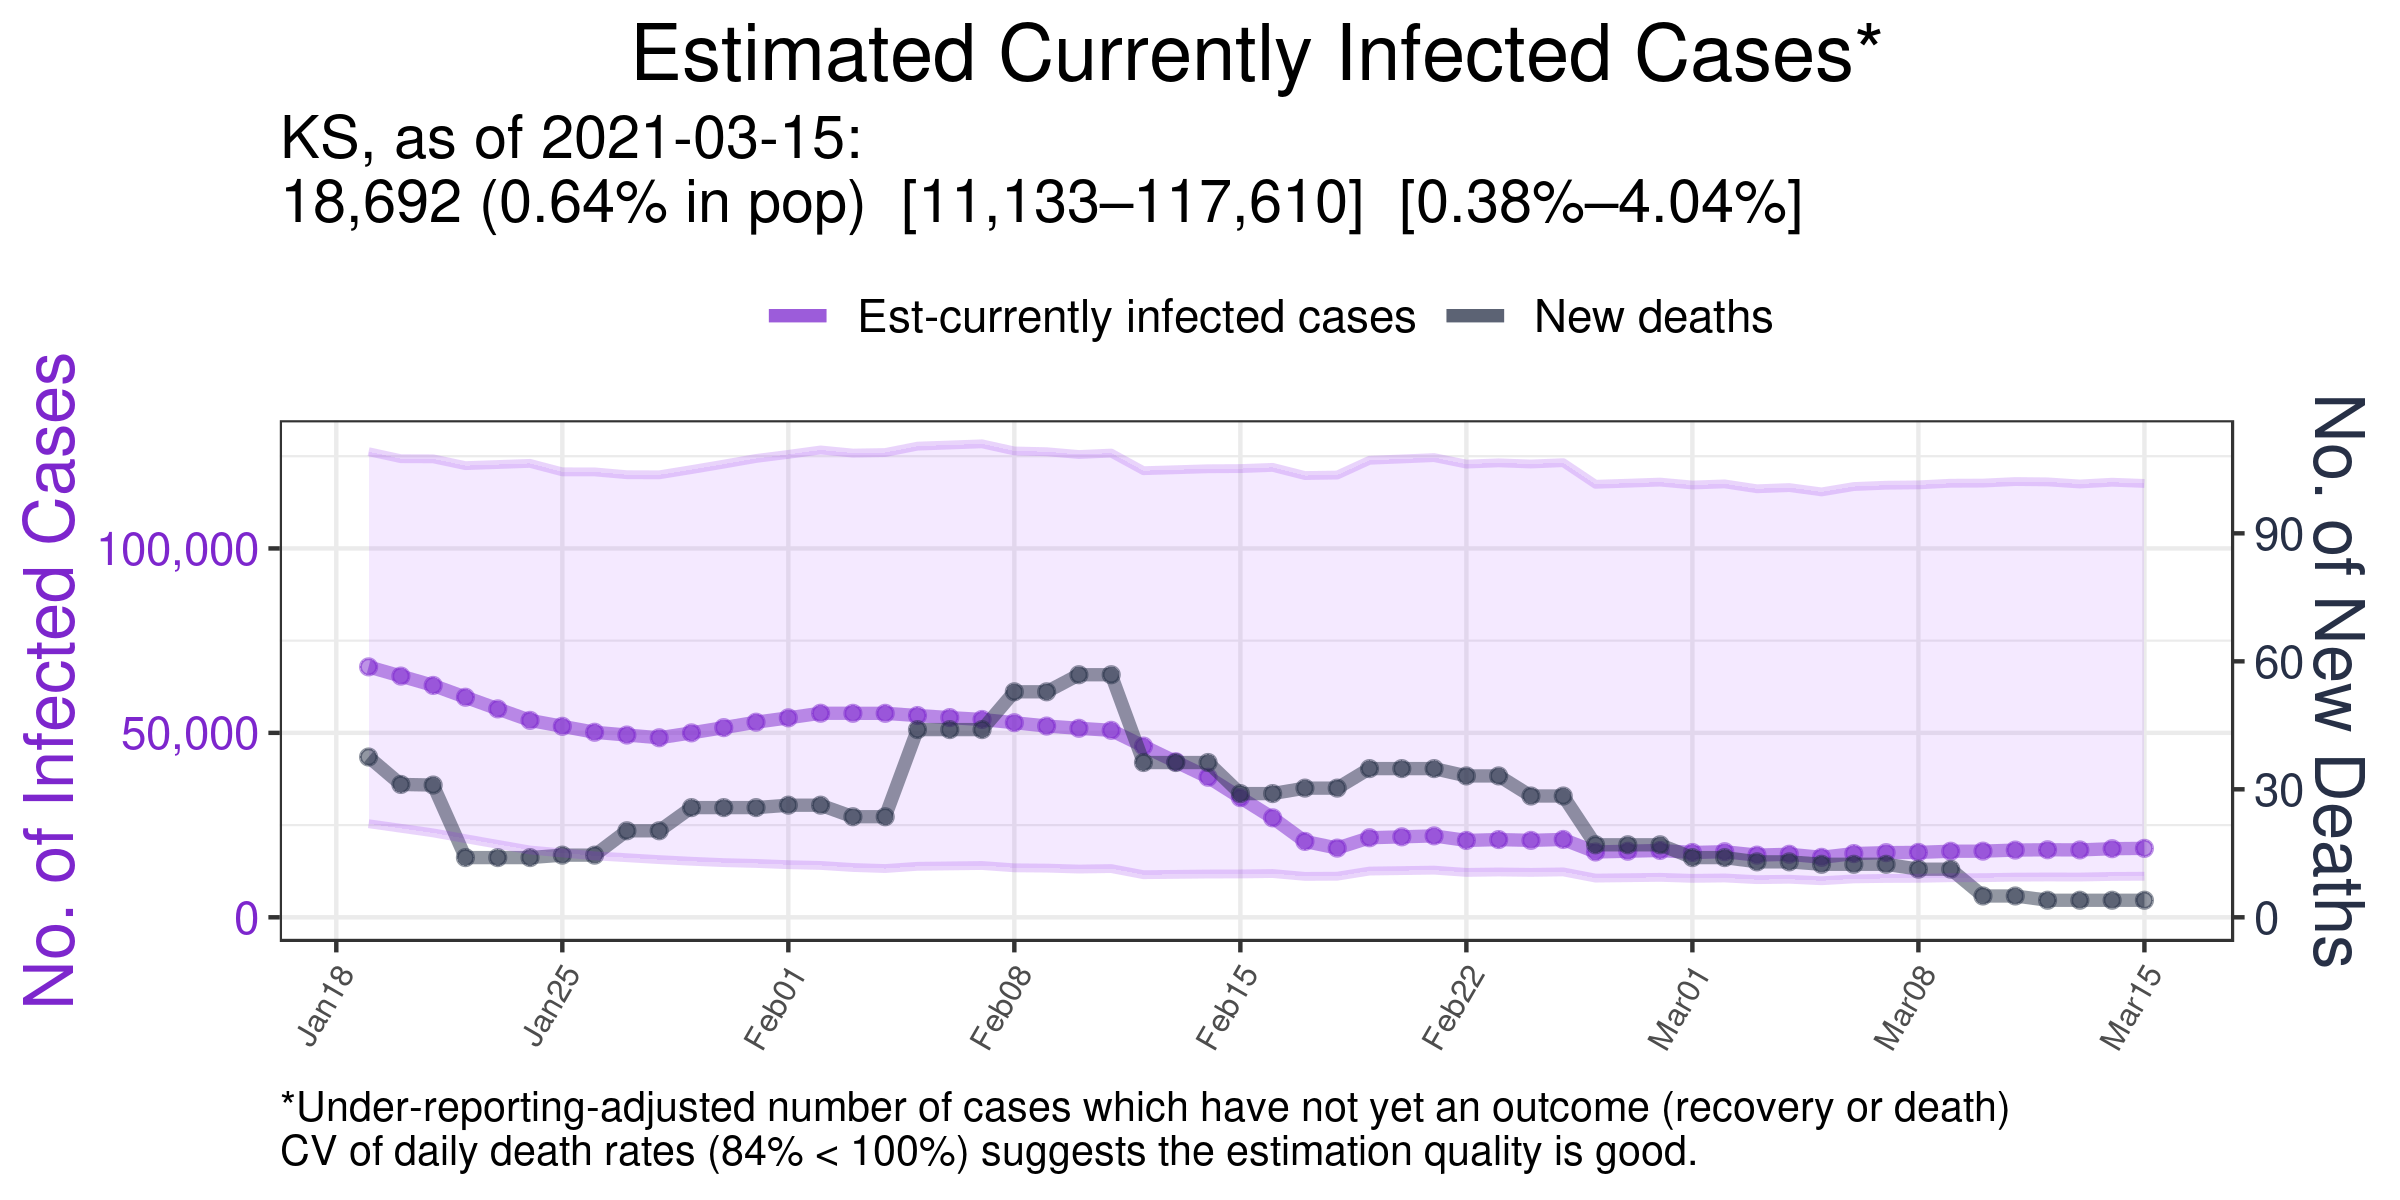 Estimated Currently Infected Cases*
KS, as of 2021-03-15:
18,692 (0.64% in pop)  [11,133–117,610]  [0.38%–4.04%]
Est-currently infected cases
New deaths
No. of Infected Cases
100,000
50,000
0
No. of New Deaths
90
60
30
0
Jan18
Jan25
Feb01
Feb08
Feb15
Feb22
Mar01
Mar08
Mar15
*Under-reporting-adjusted number of cases which have not yet an outcome (recovery or death)
CV of daily death rates (84% < 100%) suggests the estimation quality is good.